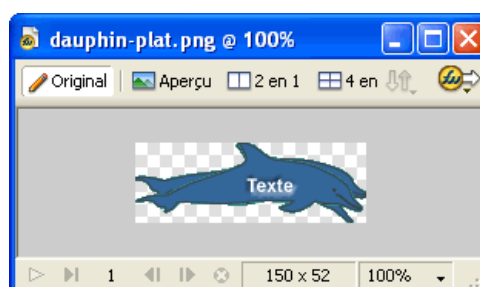 dauphin-plat.png @ 100%
Original Aperçu 2 en 1 4 en
Texte
1 150 x 52 100%